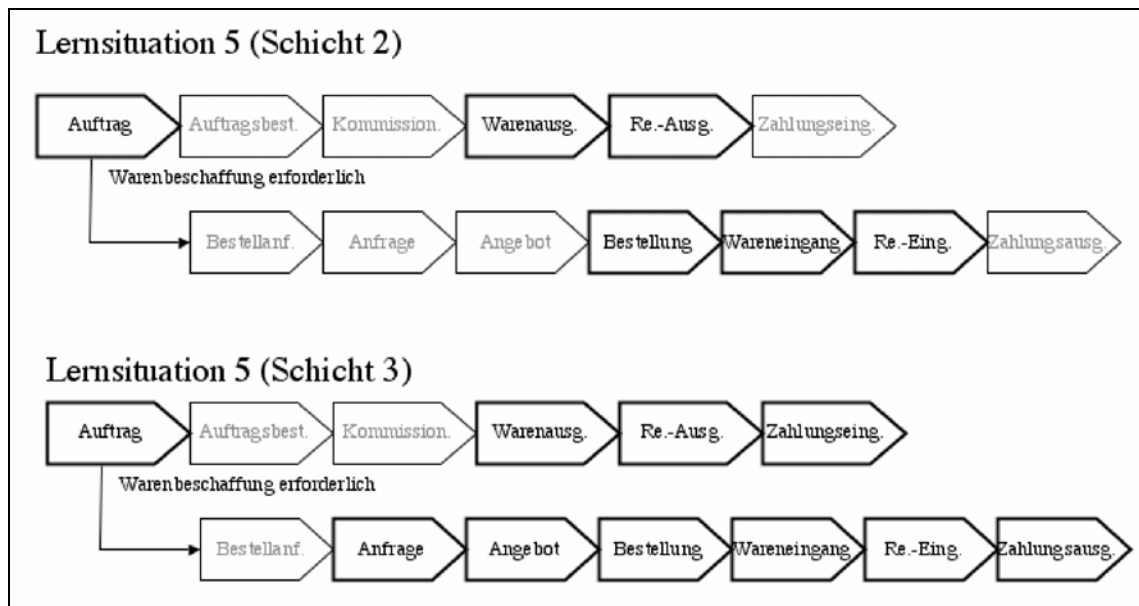 Lernsituation 5 (Schicht 2)
Auftrag Auftragsbest. Kommission. Warenausg. Re.-Ausg. Zahlungseing.
Warenbeschaffung erforderlich
Bestellanf. Anfrage Angebot Bestellung Wareneingang Re.-Eing. Zahlungsausg.
Lernsituation 5 (Schicht 3)
Auftrag Auftragsbest. Kommission. Warenausg. Re.-Ausg. Zahlungseing.
Warenbeschaffung erforderlich
Bestellanf. Anfrage Angebot Bestellung Wareneingang Re.-Eing. Zahlungsausg.